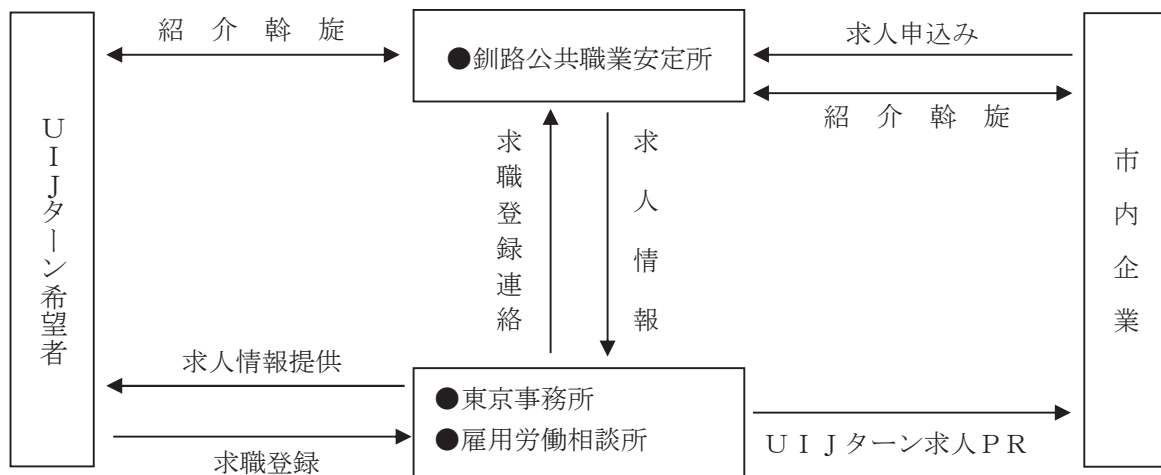 紹介斡旋
求人申込み
●釧路公共職業安定所
紹介斡旋
UIJターン希望者
求職登録連絡
求人情報
市内企業
求人情報提供
●東京事務所
●雇用労働相談所
求職登録
UIJターン求人PR